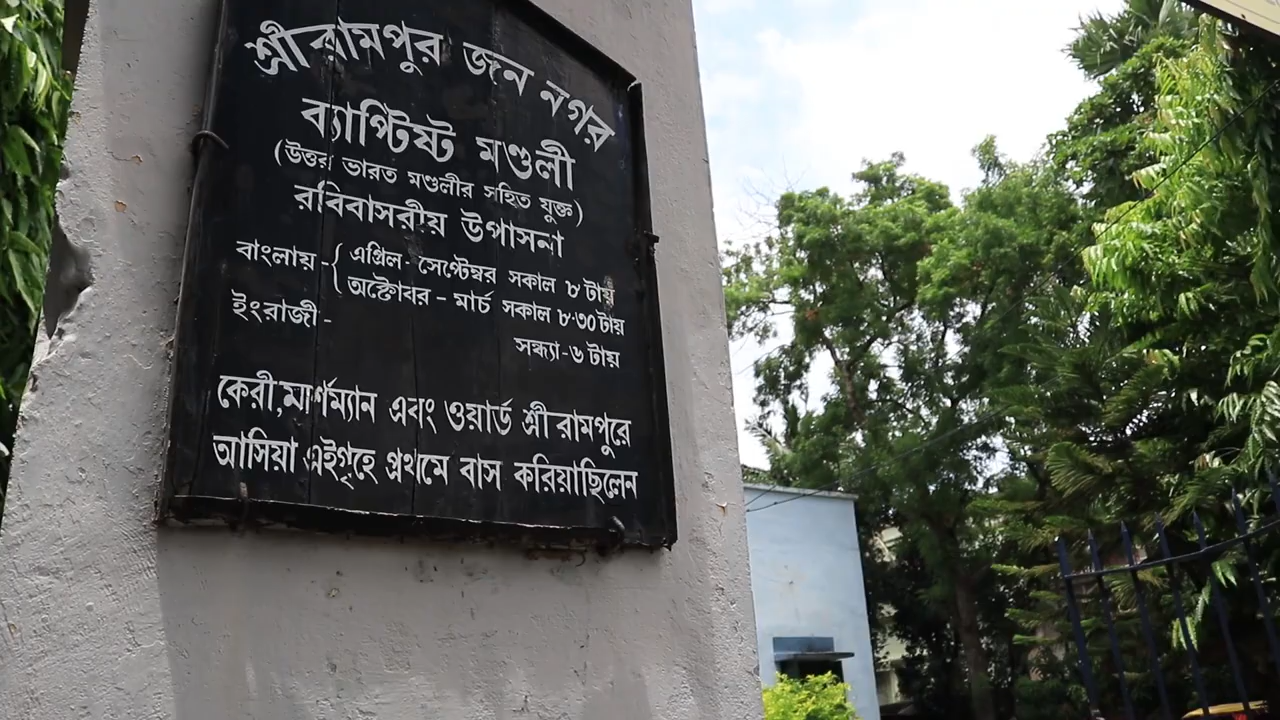 শ্রীরামপুর জন নগর
ব্যাপ্টিষ্ট মণ্ডলী
(উত্তর ভারত মণ্ডলীর সহিত যুক্ত)
রবিবাসরীয় উপাসনা
বাংলায় - { এপ্রিল - সেপ্টেম্বর সকাল ৮ টায়
অক্টোবর - মার্চ সকাল ৮·৩০ টায়
ইংরাজী -
সন্ধ্যা - ৬ টায়
কেরী, মার্শম্যান এবং ওয়ার্ড শ্রীরামপুরে
আসিয়া এইগৃহে প্রথমে বাস করিয়াছিলেন